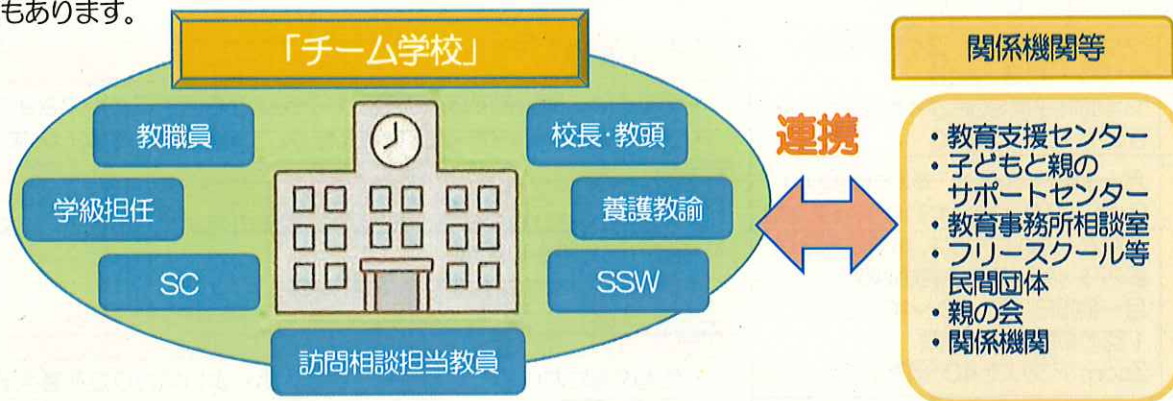 もあります。
「チーム学校」
教職員
校長・教頭
学級担任
養護教諭
SC
SSW
訪問相談担当教員
連携
関係機関等
・教育支援センター
・子どもと親の
サポートセンター
・教育事務所相談室
・フリースクール等
民間団体
・親の会
・関係機関